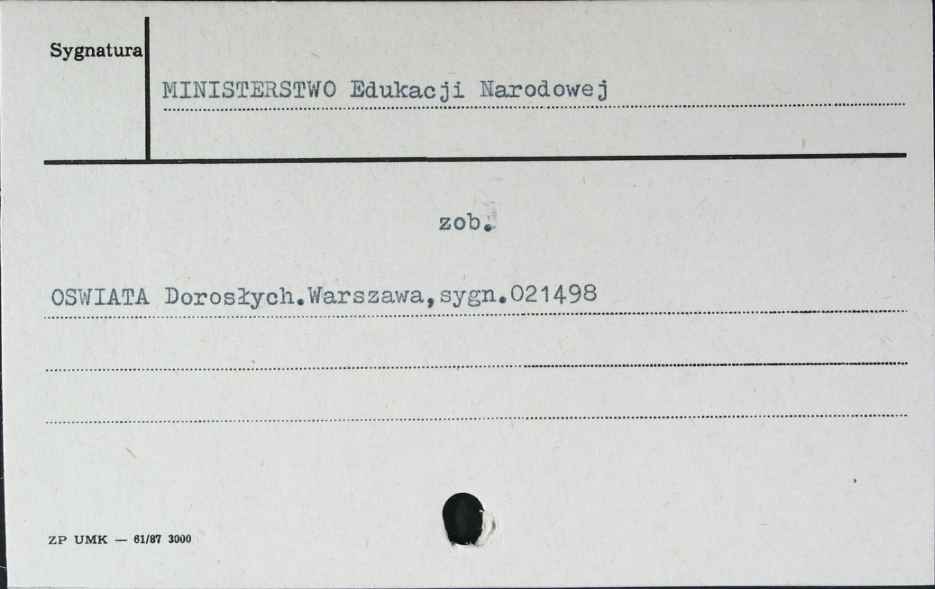 Sygnatura
MINISTERSTWO Edukacji Narodowej
zob.
OSWIATA Dorosłych.Warszawa,sygn.021498
ZP UMK — 61/87 3000